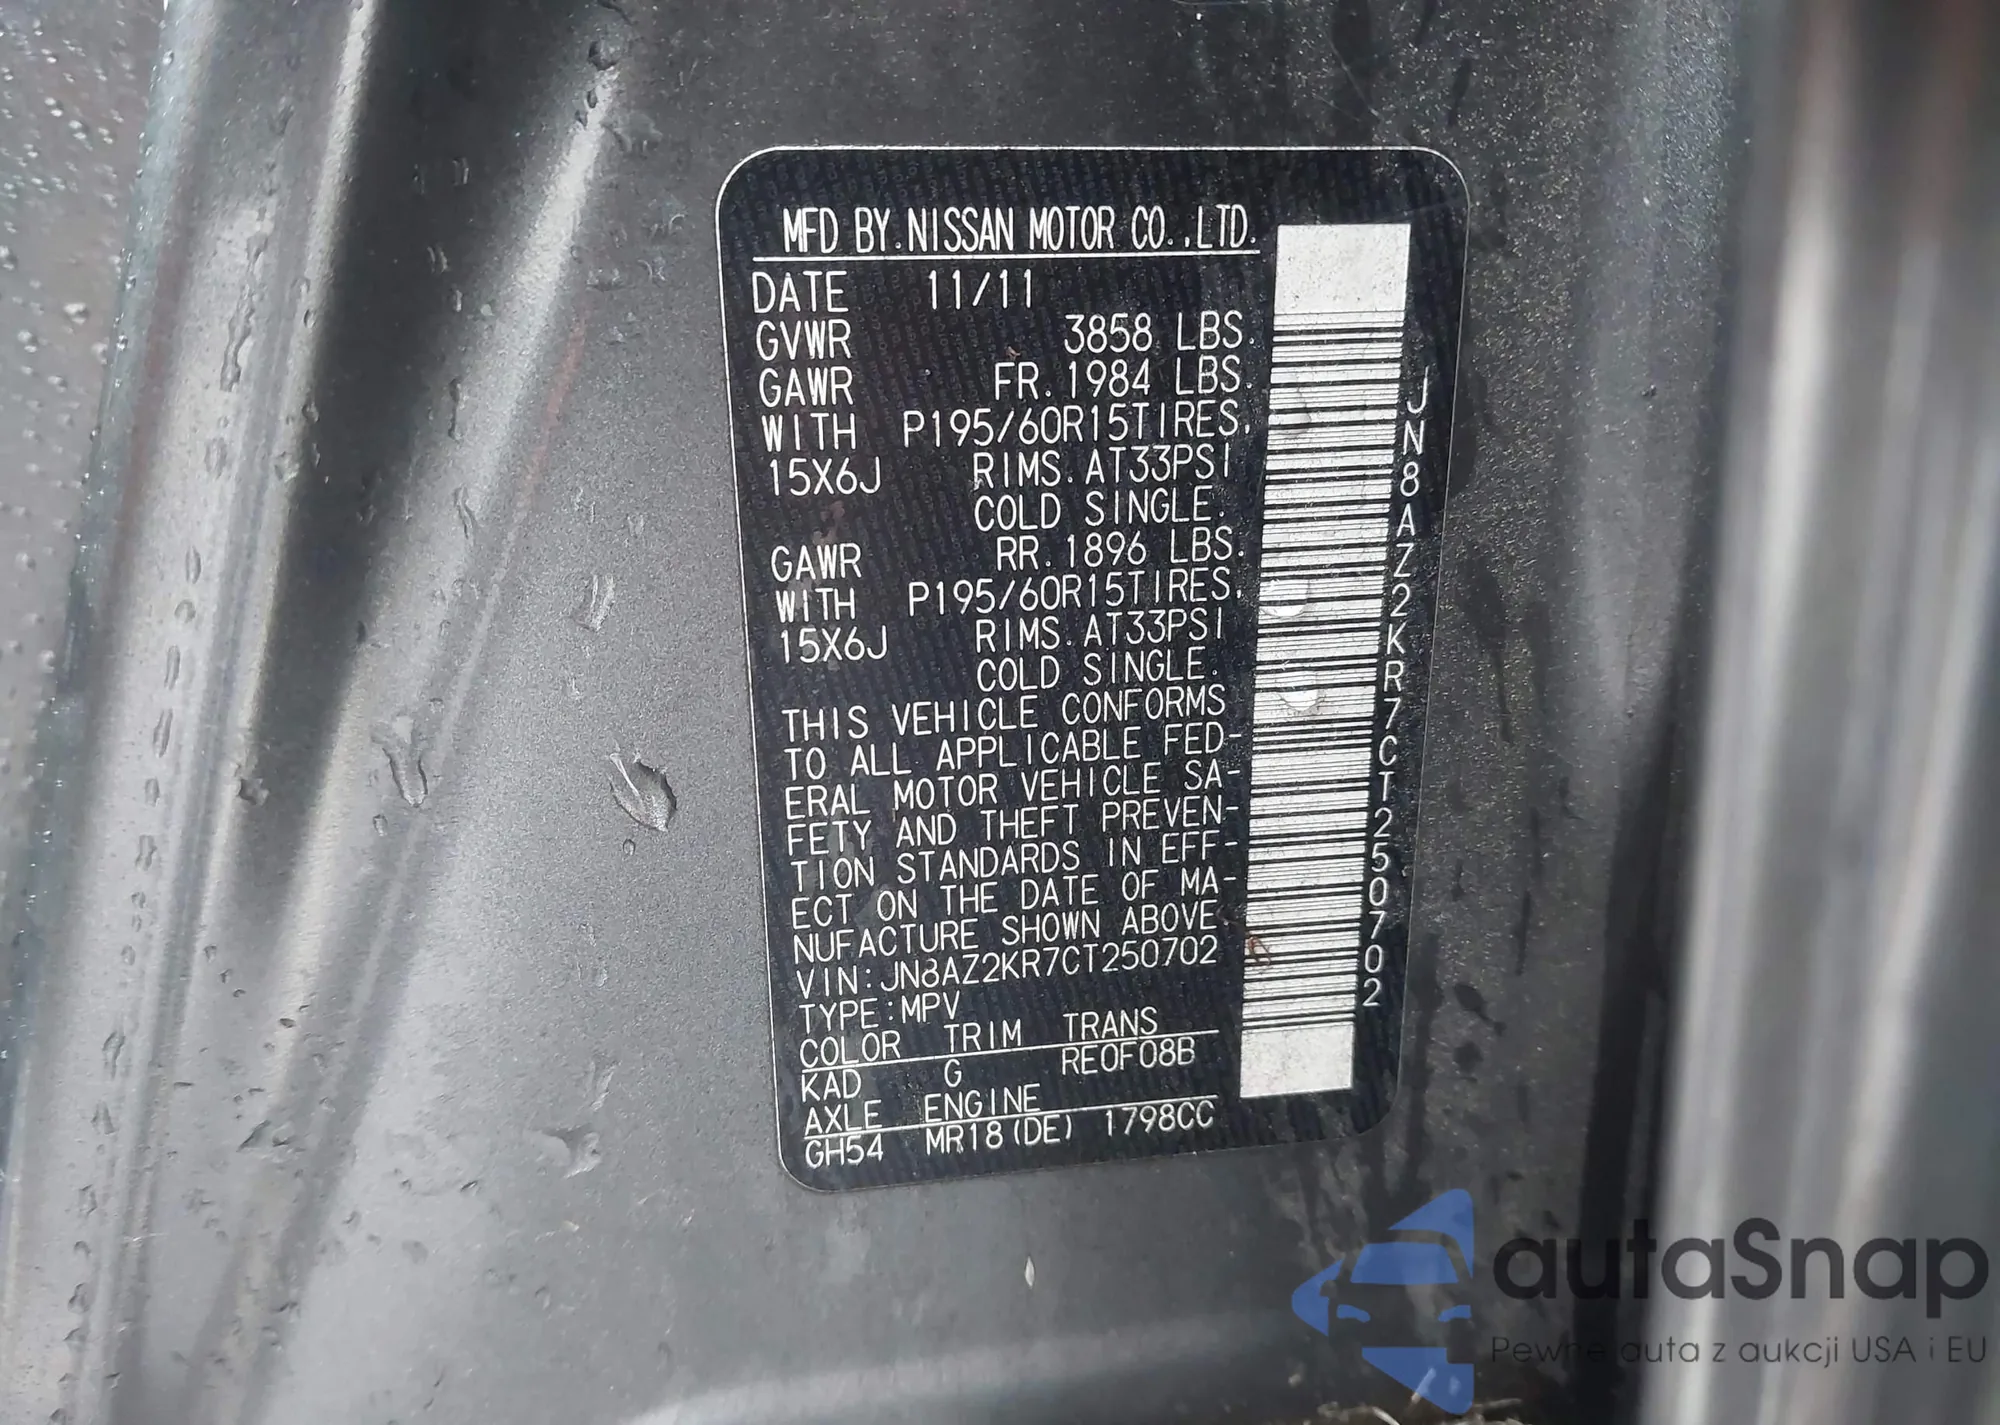 MFD BY.NISSAN MOTOR CO.,LTD.
DATE 11/11
GVWR 3858 LBS.
GAWR FR. 1984 LBS.
WITH P195/60R15TIRES,
15X6J RIMS. AT33PSI
COLD SINGLE.
GAWR RR. 1896 LBS.
WITH P195/60R15TIRES,
15X6J RIMS. AT33PSI
COLD SINGLE.
THIS VEHICLE CONFORMS
TO ALL APPLICABLE FED-
ERAL MOTOR VEHICLE SA-
FETY AND THEFT PREVEN-
TION STANDARDS IN EFF-
ECT ON THE DATE OF MA-
NUFACTURE SHOWN ABOVE.
VIN:JN8AZ2KR7CT250702
TYPE:MPV
COLOR TRIM TRANS
KAD G RE0F08B
AXLE ENGINE
GH54 MR18(DE) 1798CC
JN8AZ2KR7CT250702
autaSnap
Pewne auta z aukcji USA i EU